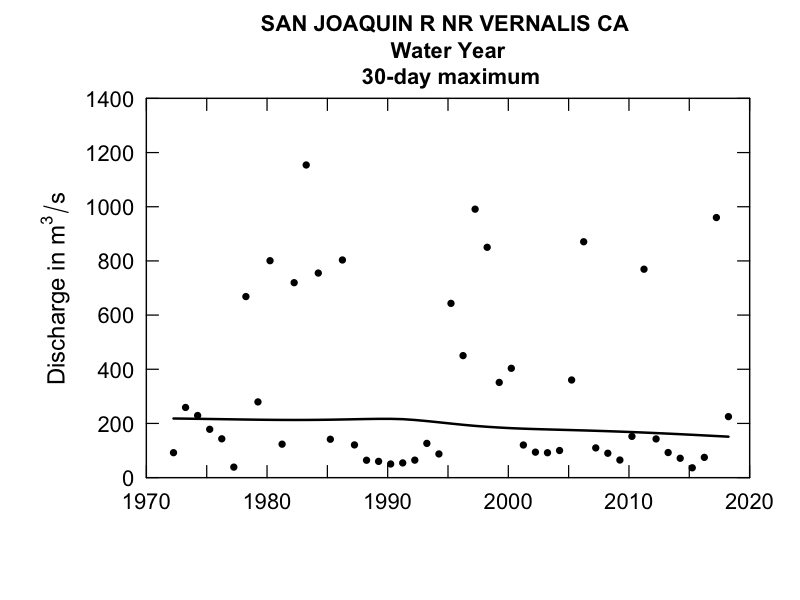 SAN JOAQUIN R NR VERNALIS CA
Water Year
30-day maximum
Discharge in m³/s
1400
1200
1000
800
600
400
200
0
1970 1980 1990 2000 2010 2020